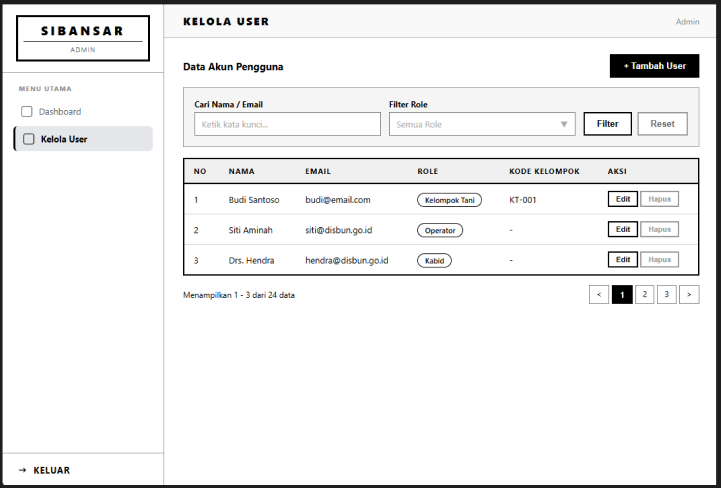 SIBANSAR
ADMIN
MENU UTAMA
Dashboard
Kelola User
→ KELUAR
KELOLA USER
Admin
Data Akun Pengguna
+ Tambah User
Cari Nama / Email
Filter Role
Ketik kata kunci...
Semua Role
Filter
Reset
NO NAMA EMAIL ROLE KODE KELOMPOK AKSI
1 Budi Santoso budi@email.com Kelompok Tani KT-001 Edit Hapus
2 Siti Aminah siti@disbun.go.id Operator - Edit Hapus
3 Drs. Hendra hendra@disbun.go.id Kabid - Edit Hapus
Menampilkan 1 - 3 dari 24 data
< 1 2 3 >